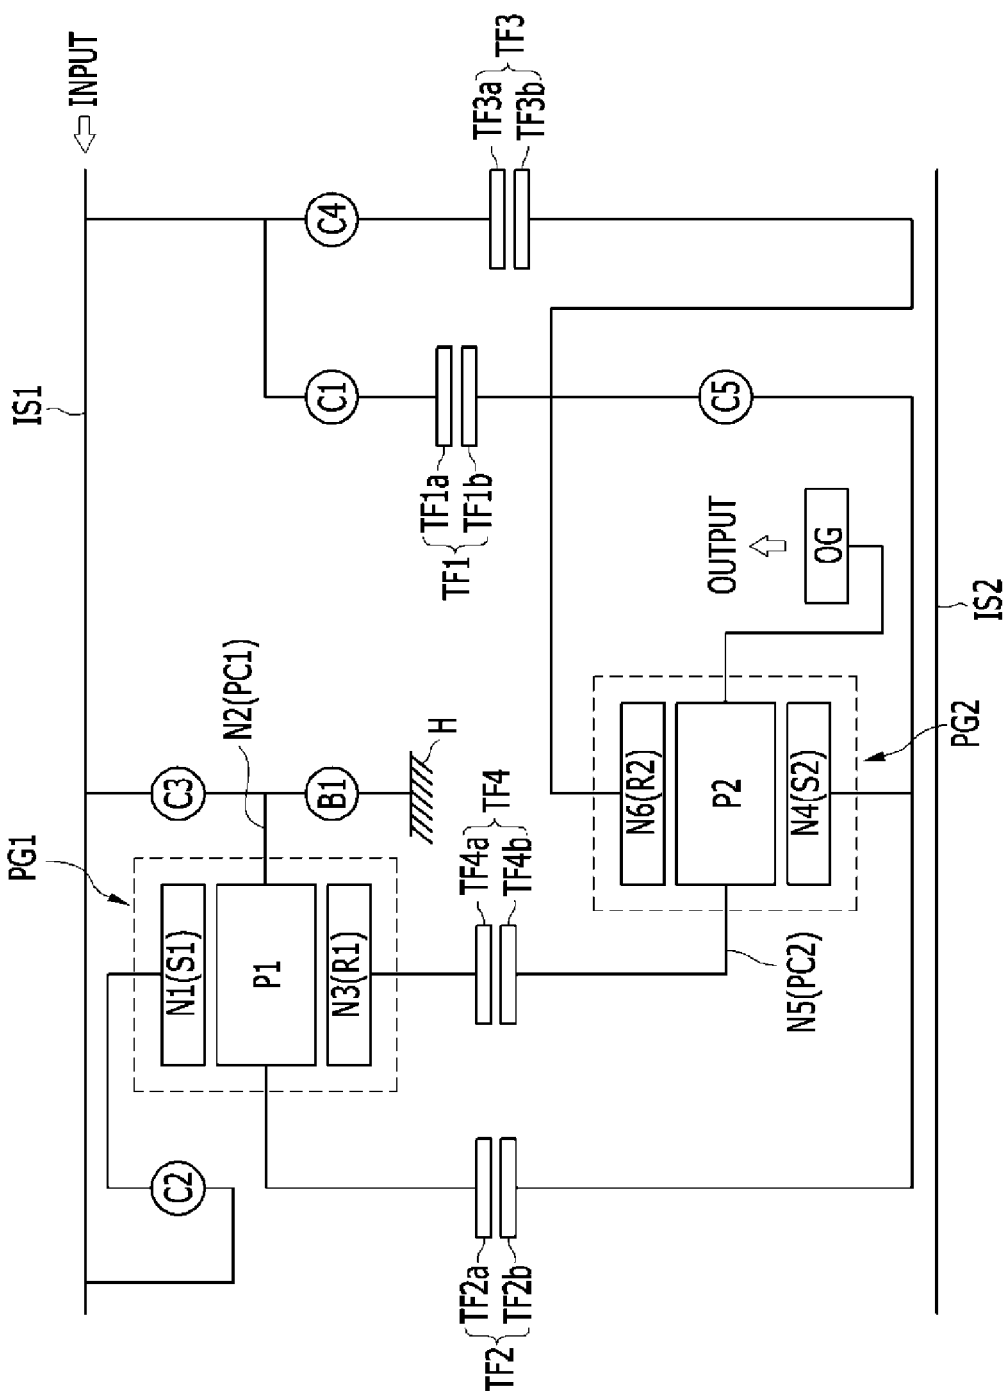 INPUT
IS1
C4
TF3a
TF3b
TF3
C1
TF1a
TF1b
TF1
C5
OUTPUT
OG
IS2
N2(PC1)
C3
B1
H
PG1
N1(S1)
P1
N3(R1)
TF4a
TF4b
TF4
N6(R2)
P2
N4(S2)
PG2
N5(PC2)
C2
TF2a
TF2b
TF2